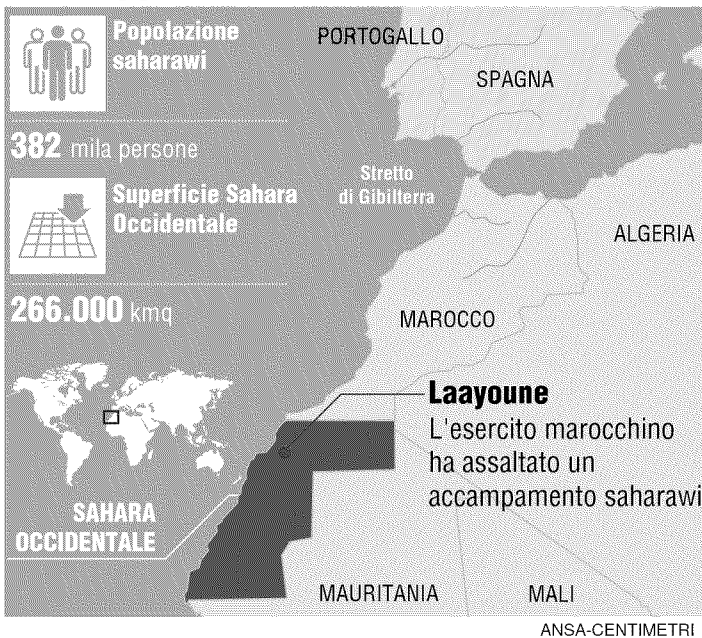 Popolazione
saharawi
382 mila persone
Superficie Sahara
Occidentale
266.000 kmq
PORTOGALLO
SPAGNA
Stretto
di Gibilterra
ALGERIA
MAROCCO
Laayoune
L'esercito marocchino
ha assaltato un
accampamento saharawi
SAHARA
OCCIDENTALE
MAURITANIA
MALI
ANSA-CENTIMETRI